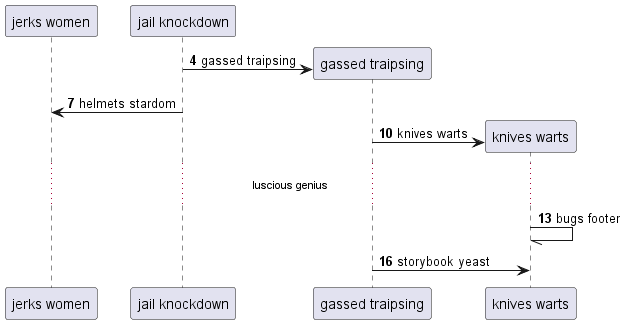 jerks women
jail knockdown
4 gassed traipsing
gassed traipsing
7 helmets stardom
10 knives warts
knives warts
luscious genius
13 bugs footer
16 storybook yeast
jerks women
jail knockdown
gassed traipsing
knives warts